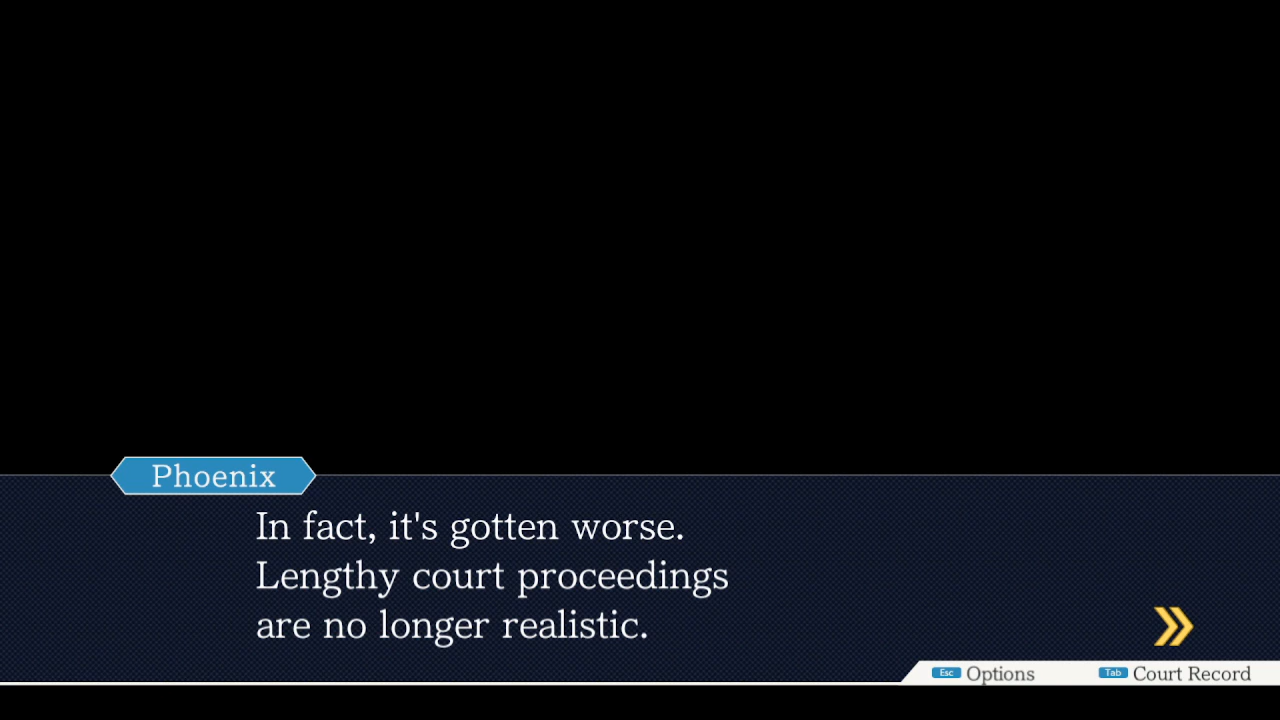 Phoenix
In fact, it's gotten worse.
Lengthy court proceedings
are no longer realistic.
Esc Options Tab Court Record